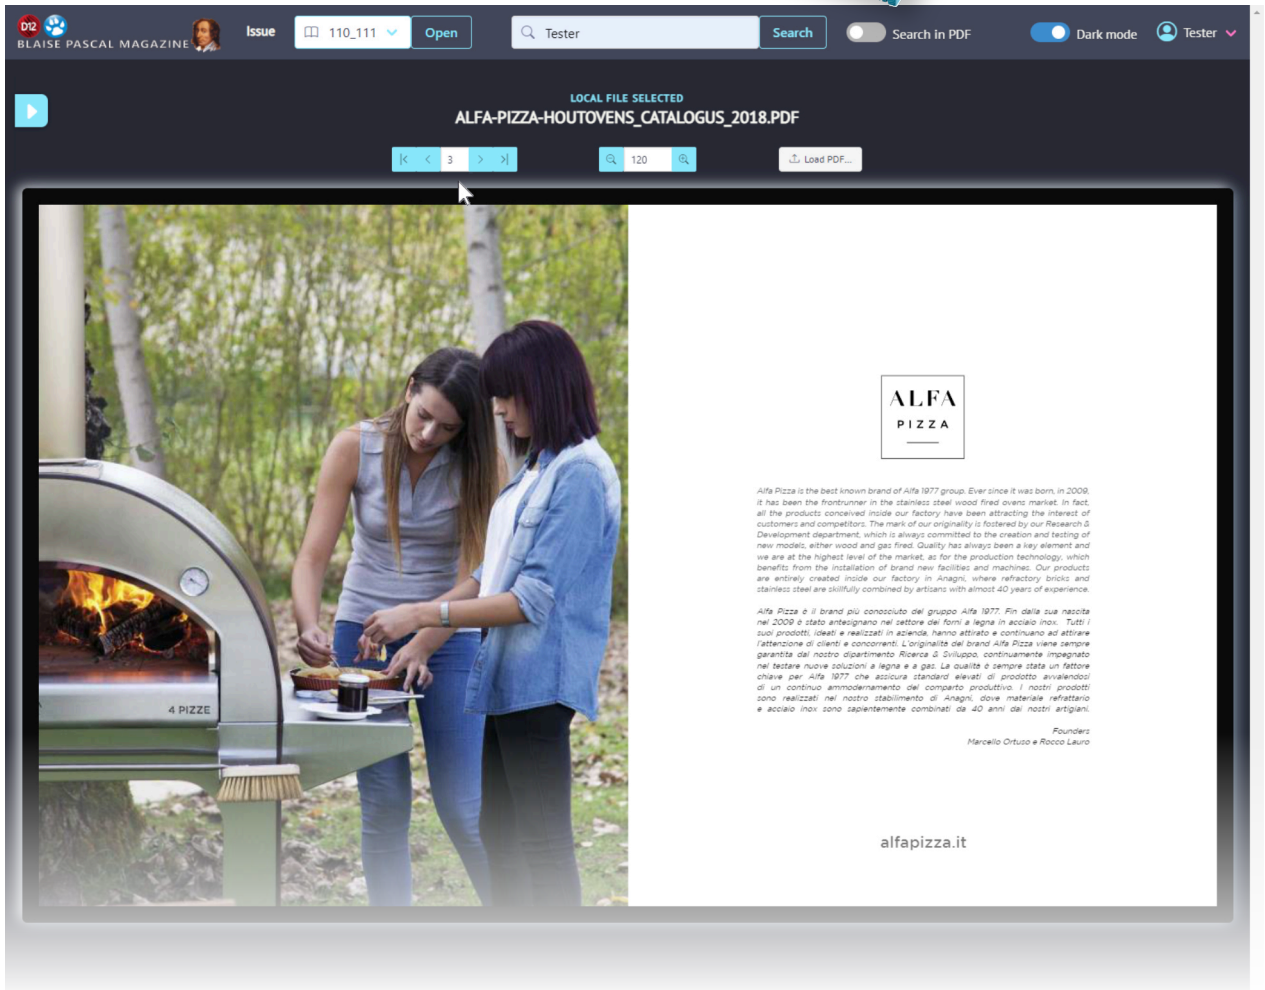 D12
BLAISE PASCAL MAGAZINE
Issue
110_111
Open
Tester
Search
Search in PDF
Dark mode
Tester
LOCAL FILE SELECTED
ALFA-PIZZA-HOUTOVENS_CATALOGUS_2018.PDF
3
120
Load PDF...
4 PIZZE
ALFA
PIZZA
Alfa Pizza is the best known brand of Alfa 1977 group. Ever since it was born, in 2009,
it has been the frontrunner in the stainless steel wood fired ovens market. In fact,
all the products conceived inside our factory have been attracting the interest of
customers and competitors. The mark of our originality is fostered by our Research &
Development department, which is always committed to the creation and testing of
new models, either wood and gas fired. Quality has always been a key element and
we are at the highest level of the market, as for the production technology, which
benefits from the installation of brand new facilities and machines. Our products
are entirely created inside our factory in Anagni, where refractory bricks and
stainless steel are skillfully combined by artisans with almost 40 years of experience.
Alfa Pizza è il brand più conosciuto del gruppo Alfa 1977. Fin dalla sua nascita
nel 2009 è stato antesignano nel settore dei forni a legna in acciaio inox. Tutti i
suoi prodotti, ideati e realizzati in azienda, hanno attirato e continuano ad attirare
l'attenzione di clienti e concorrenti. L'originalità del brand Alfa Pizza viene sempre
garantita dal nostro dipartimento Ricerca & Sviluppo, continuamente impegnato
nel testare nuove soluzioni a legna e a gas. La qualità è sempre stata un fattore
chiave per Alfa 1977 che assicura standard elevati di prodotto avvalendosi
di un continuo ammodernamento del comparto produttivo. I nostri prodotti
sono realizzati nel nostro stabilimento di Anagni, dove materiale refrattario
e acciaio inox sono sapientemente combinati da 40 anni dai nostri artigiani.
Founders
Marcello Ortuso e Rocco Lauro
alfapizza.it